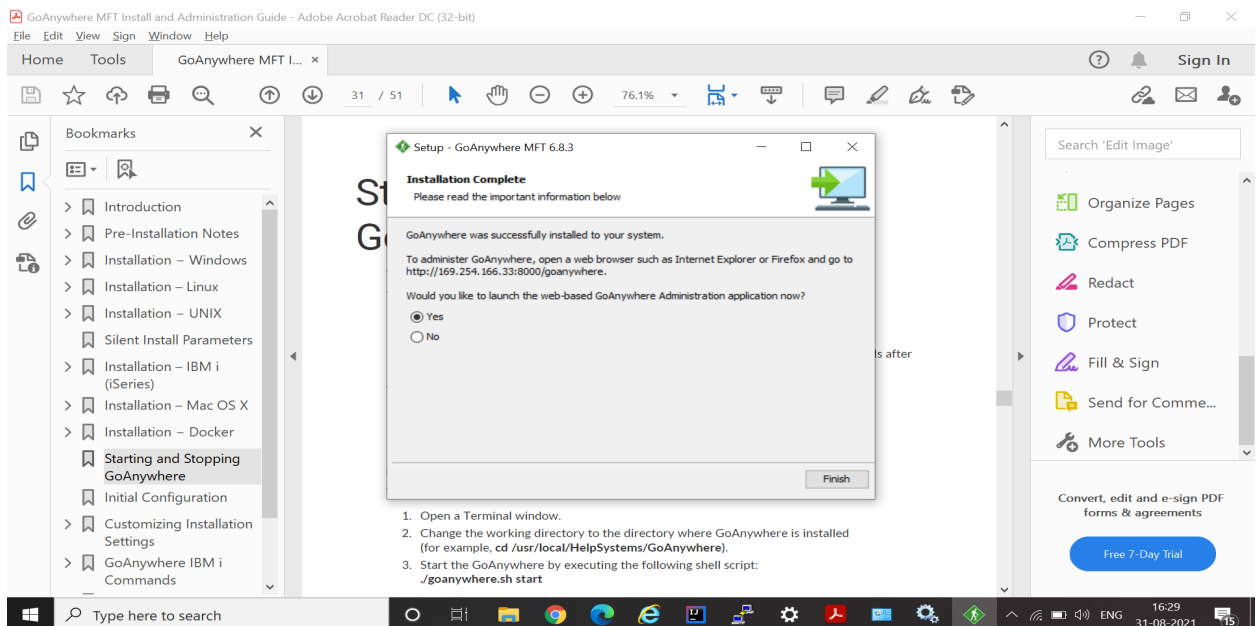 GoAnywhere MFT Install and Administration Guide - Adobe Acrobat Reader DC (32-bit)
File Edit View Sign Window Help
Home Tools GoAnywhere MFT I... ×
Sign In
31 / 51
76.1%
Bookmarks
Introduction
Pre-Installation Notes
Installation – Windows
Installation – Linux
Installation – UNIX
Silent Install Parameters
Installation – IBM i
(iSeries)
Installation – Mac OS X
Installation – Docker
Starting and Stopping
GoAnywhere
Initial Configuration
Customizing Installation
Settings
GoAnywhere IBM i
Commands
St
Go
Setup - GoAnywhere MFT 6.8.3
Installation Complete
Please read the important information below
GoAnywhere was successfully installed to your system.
To administer GoAnywhere, open a web browser such as Internet Explorer or Firefox and go to
http://169.254.166.33:8000/goanywhere.
Would you like to launch the web-based GoAnywhere Administration application now?
Yes
No
Finish
ls after
1. Open a Terminal window.
2. Change the working directory to the directory where GoAnywhere is installed
(for example, cd /usr/local/HelpSystems/GoAnywhere).
3. Start the GoAnywhere by executing the following shell script:
./goanywhere.sh start
Search 'Edit Image'
Organize Pages
Compress PDF
Redact
Protect
Fill & Sign
Send for Comme...
More Tools
Convert, edit and e-sign PDF
forms & agreements
Free 7-Day Trial
Type here to search
ENG
16:29
31-08-2021
15